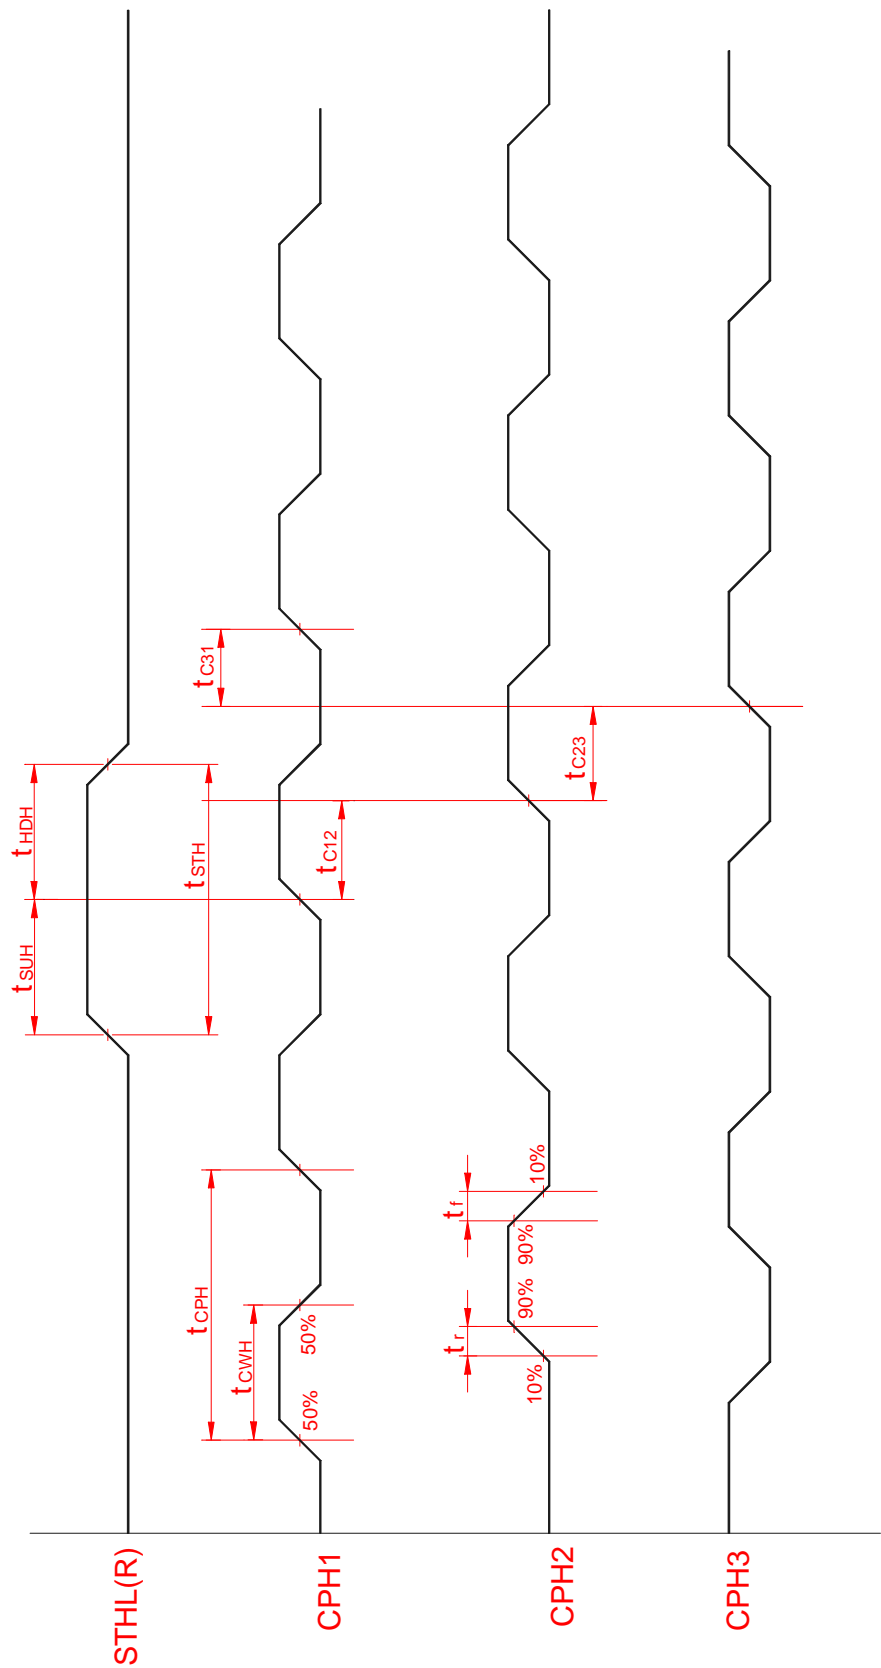 STHL(R)
tSUH
tHDH
tSTH
CPH1
tCPH
tCWH
50%
50%
tC12
tC31
CPH2
tr
tf
10%
90%
90%
10%
tC23
CPH3